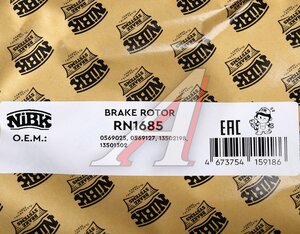 BRAKE ROTOR
NiBK
RN1685
EAC
O.E.M.:
0569025, 0569127, 13502198,
13501302
4 673754 159186